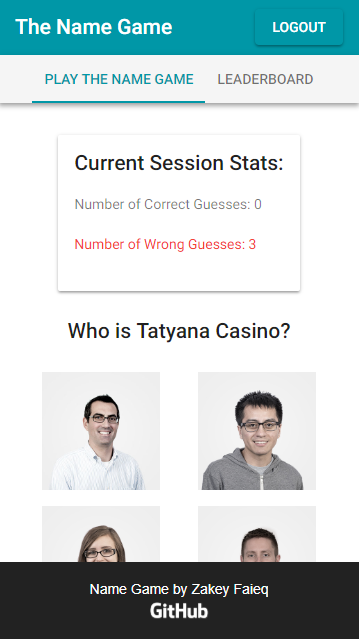 The Name Game
LOGOUT
PLAY THE NAME GAME
LEADERBOARD
Current Session Stats:
Number of Correct Guesses: 0
Number of Wrong Guesses: 3
Who is Tatyana Casino?
Name Game by Zakey Faieq
GitHub